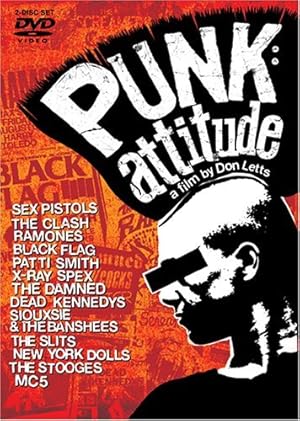 2-DISC SET
DVD
VIDEO
PUNK:
attitude
a film by Don Letts
BLACK
FLAG
SEX PISTOLS
THE CLASH
RAMONES
BLACK FLAG
PATTI SMITH
X-RAY SPEX
THE DAMNED
DEAD KENNEDYS
SIOUXSIE
& THE BANSHEES
THE SLITS
NEW YORK DOLLS
THE STOOGES
MC5